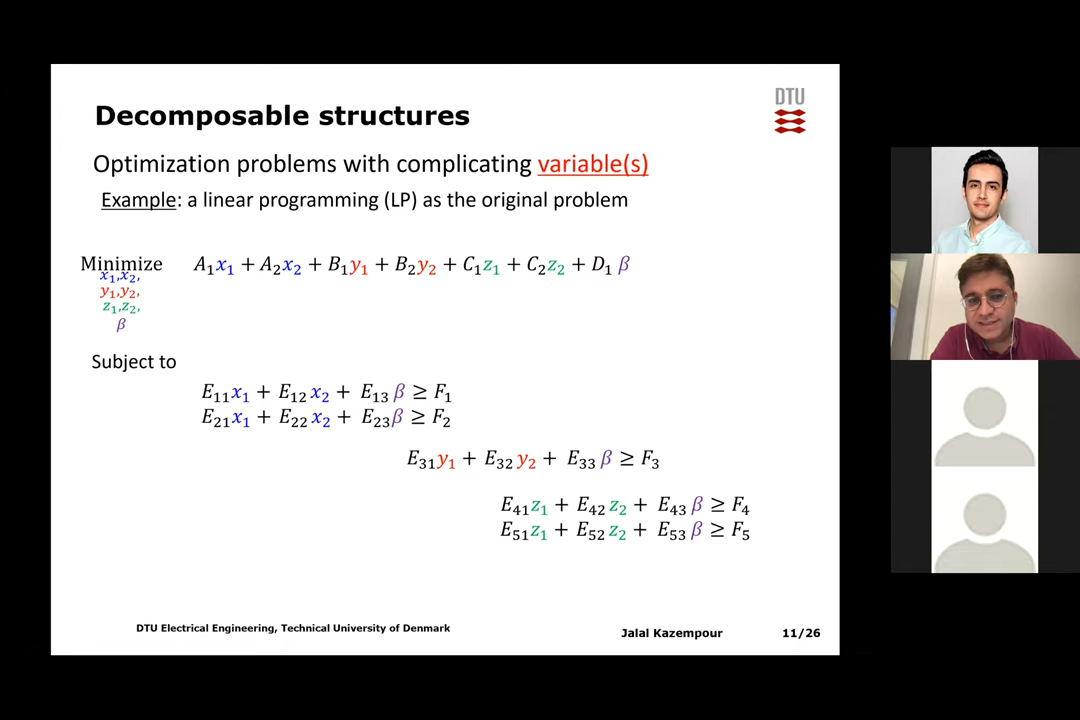 DTU
Decomposable structures
Optimization problems with complicating variable(s)
Example: a linear programming (LP) as the original problem
Minimize A₁x₁ + A₂x₂ + B₁y₁ + B₂y₂ + C₁z₁ + C₂z₂ + D₁ β
x₁,x₂,
y₁,y₂,
z₁,z₂,
β
Subject to
E₁₁x₁ + E₁₂ x₂ + E₁₃ β ≥ F₁
E₂₁x₁ + E₂₂ x₂ + E₂₃β ≥ F₂
E₃₁y₁ + E₃₂ y₂ + E₃₃ β ≥ F₃
E₄₁z₁ + E₄₂ z₂ + E₄₃ β ≥ F₄
E₅₁z₁ + E₅₂ z₂ + E₅₃ β ≥ F₅
DTU Electrical Engineering, Technical University of Denmark
Jalal Kazempour 11/26